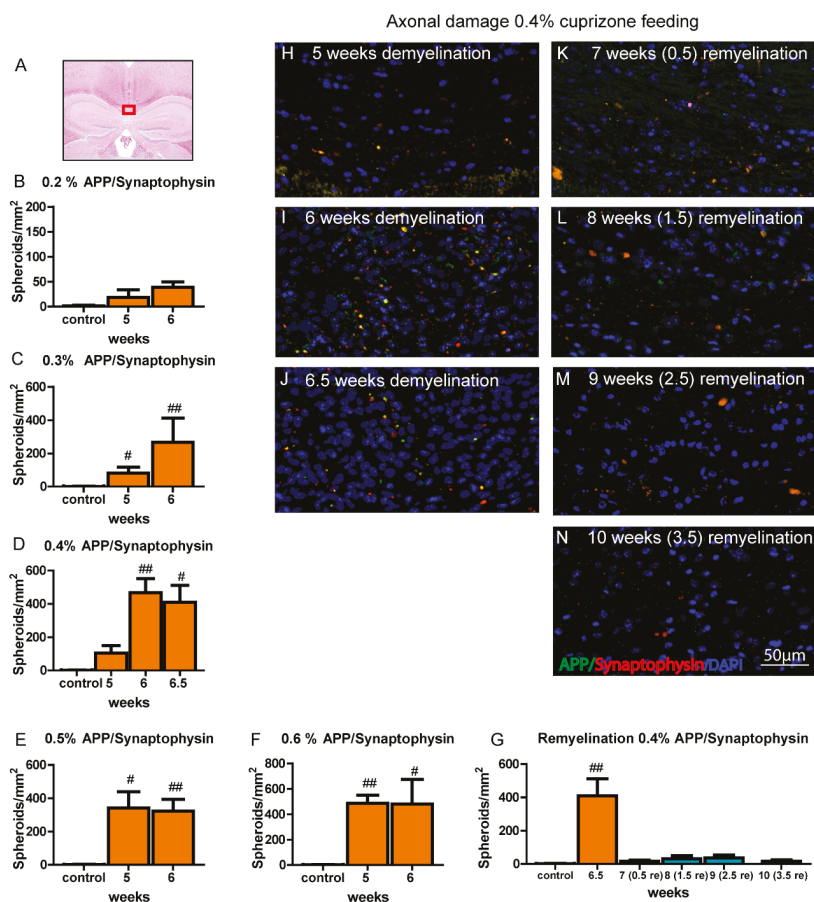 Axonal damage 0.4% cuprizone feeding
A
B 0.2 % APP/Synaptophysin
Spheroids/mm²
200
150
100
50
0
control 5 6
weeks
C 0.3% APP/Synaptophysin
Spheroids/mm²
600
400
200
0
#
##
control 5 6
weeks
D 0.4% APP/Synaptophysin
Spheroids/mm²
600
400
200
0
##
#
control 5 6 6.5
weeks
H 5 weeks demyelination
I 6 weeks demyelination
J 6.5 weeks demyelination
K 7 weeks (0.5) remyelination
L 8 weeks (1.5) remyelination
M 9 weeks (2.5) remyelination
N 10 weeks (3.5) remyelination
APP/Synaptophysin/DAPI
50µm
E 0.5% APP/Synaptophysin
Spheroids/mm²
600
400
200
0
#
##
control 5 6
weeks
F 0.6 % APP/Synaptophysin
Spheroids/mm²
800
600
400
200
0
##
#
control 5 6
weeks
G Remyelination 0.4% APP/Synaptophysin
Spheroids/mm²
600
400
200
0
##
control 6.5 7 (0.5 re) 8 (1.5 re) 9 (2.5 re) 10 (3.5 re)
weeks